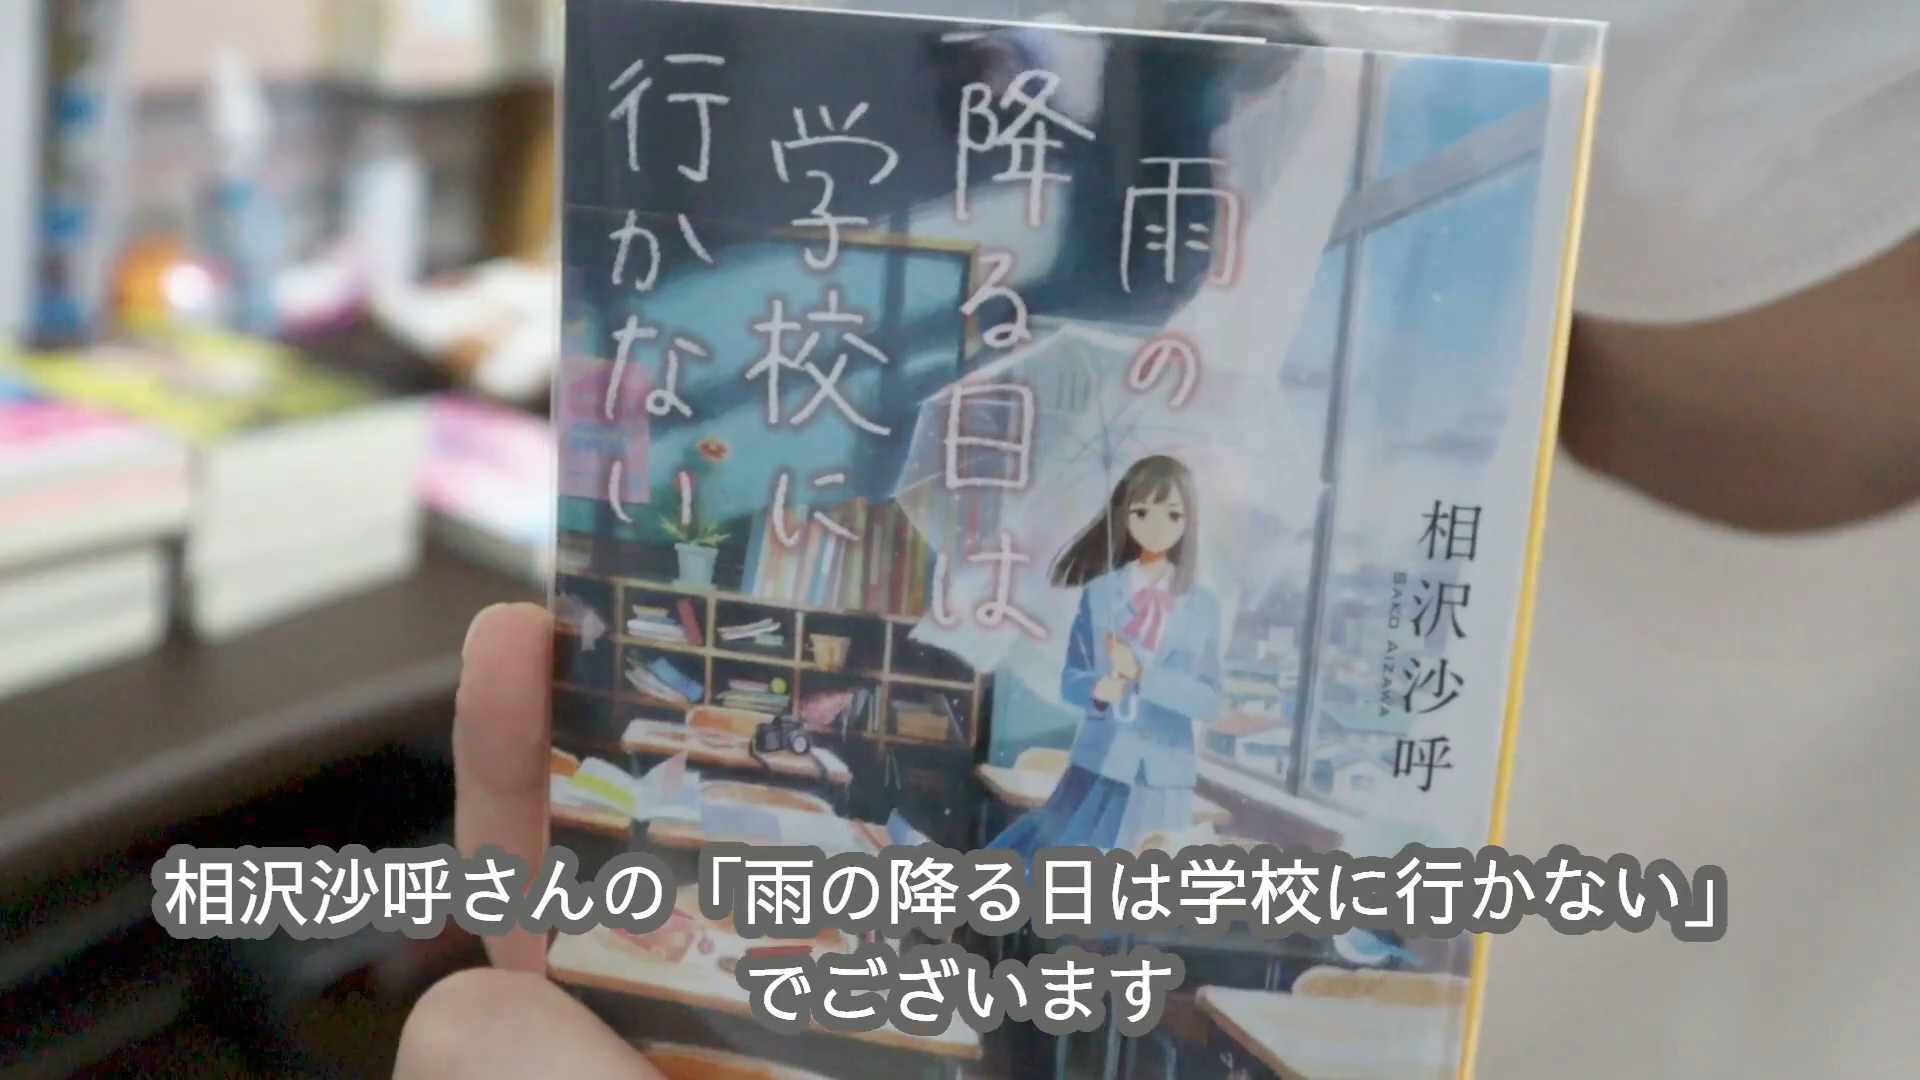 雨の
降る日は
学校に
行かない
相沢沙呼
SAKO AIZAWA
相沢沙呼さんの「雨の降る日は学校に行かない」
でございます